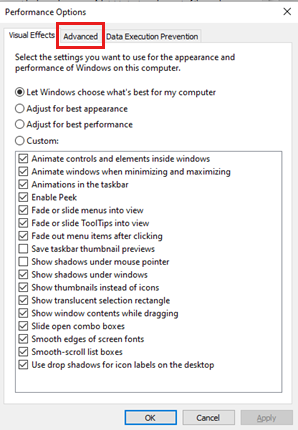 Performance Options
Visual Effects Advanced Data Execution Prevention
Select the settings you want to use for the appearance and
performance of Windows on this computer.
Let Windows choose what's best for my computer
Adjust for best appearance
Adjust for best performance
Custom:
Animate controls and elements inside windows
Animate windows when minimizing and maximizing
Animations in the taskbar
Enable Peek
Fade or slide menus into view
Fade or slide ToolTips into view
Fade out menu items after clicking
Save taskbar thumbnail previews
Show shadows under mouse pointer
Show shadows under windows
Show thumbnails instead of icons
Show translucent selection rectangle
Show window contents while dragging
Slide open combo boxes
Smooth edges of screen fonts
Smooth-scroll list boxes
Use drop shadows for icon labels on the desktop
OK Cancel Apply